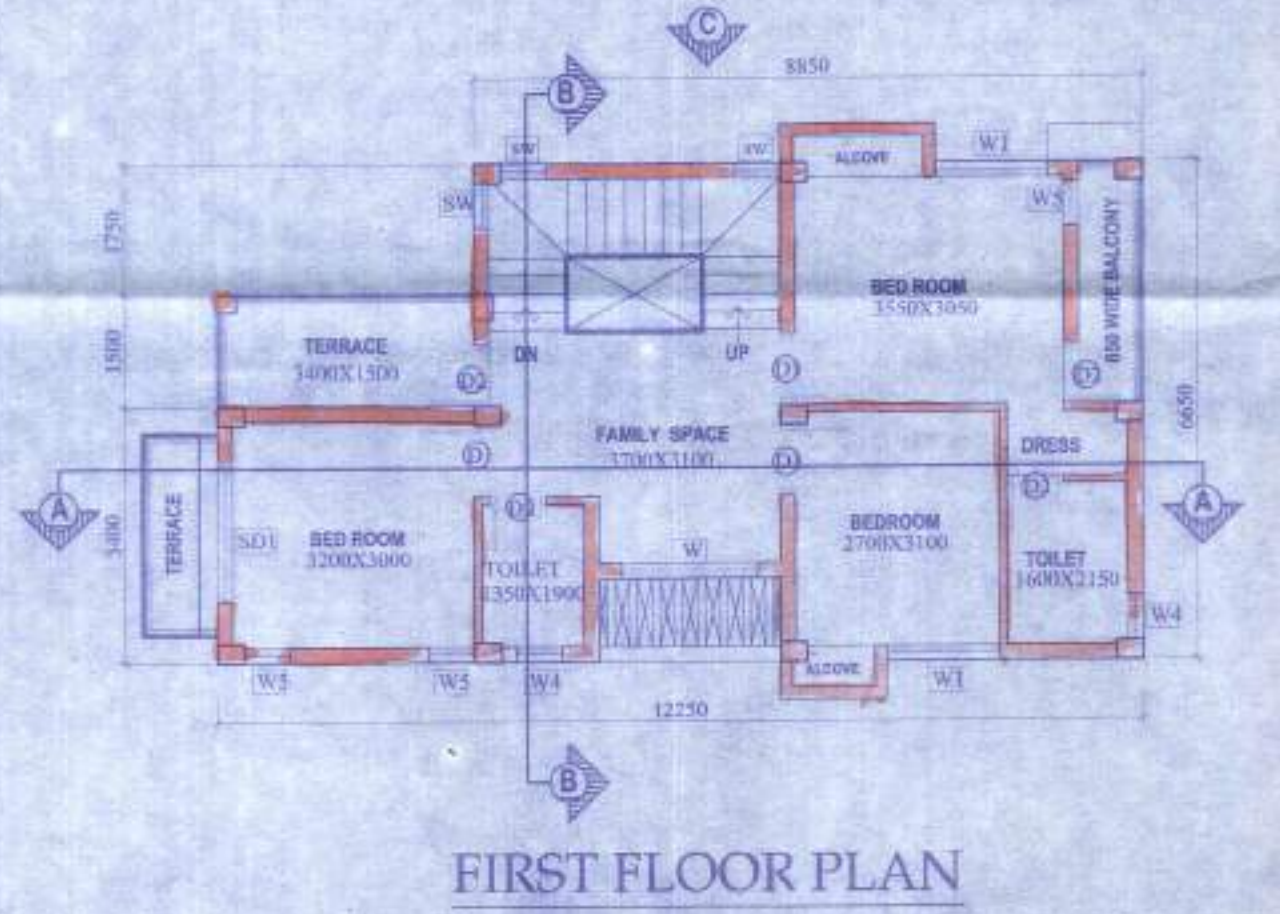 C
8850
B
SW
SW
ALCOVE
W1
SW
W5
1750
850 WIDE BALCONY
BED ROOM
3550X3050
TERRACE
3400X1500
1500
DN
UP
D2
D
D
6650
FAMILY SPACE
3700X3100
D
D
DRESS
A
A
3400
TERRACE
SD1
BED ROOM
3200X3000
BEDROOM
2700X3100
TOILET
1350X1900
W
TOILET
1600X2150
W4
ALCOVE
W5
W5
W4
W1
12250
B
FIRST FLOOR PLAN